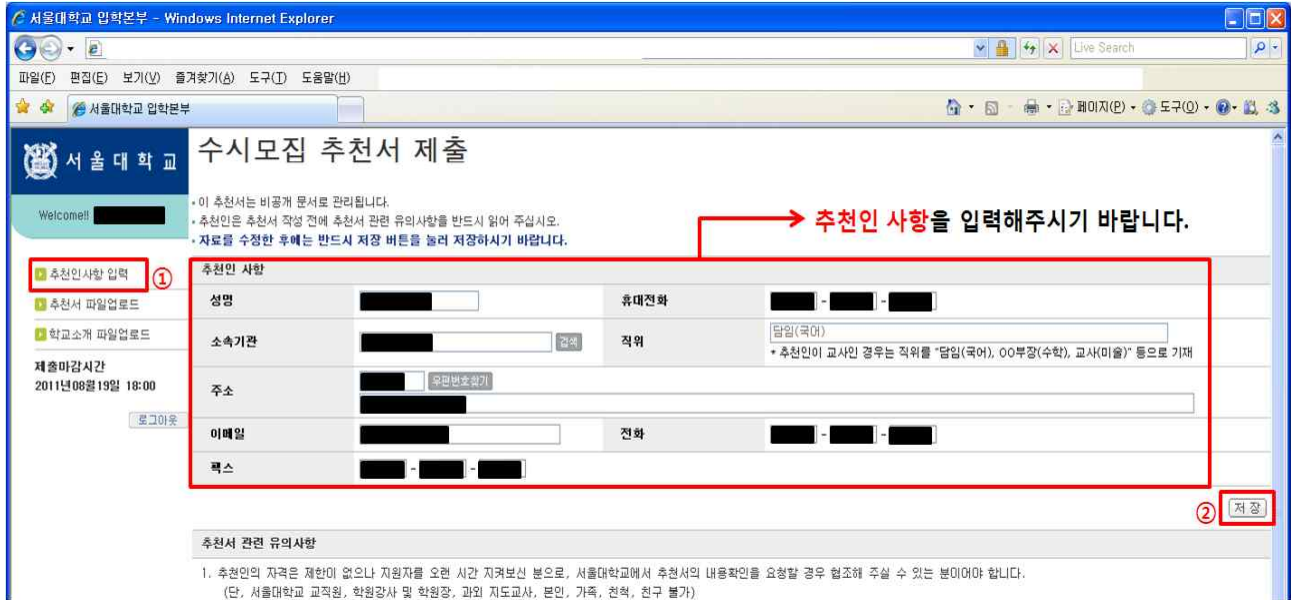 서울대학교 입학본부 - Windows Internet Explorer
Live Search
파일(F) 편집(E) 보기(V) 즐겨찾기(A) 도구(T) 도움말(H)
서울대학교 입학본부
페이지(P) 도구(O)
서울대학교
수시모집 추천서 제출
Welcome!!
• 이 추천서는 비공개 문서로 관리됩니다.
• 추천인은 추천서 작성 전에 추천서 관련 유의사항을 반드시 읽어 주십시오.
• 자료를 수정한 후에는 반드시 저장 버튼을 눌러 저장하시기 바랍니다.
추천인 사항을 입력해주시기 바랍니다.
추천인사항 입력 ①
추천서 파일업로드
학교소개 파일업로드
제출마감시간
2011년08월19일 18:00
로그아웃
추천인 사항
성명 휴대전화 - -
소속기관 검색 직위 담임(국어)
* 추천인이 교사인 경우는 직위를 "담임(국어), OO부장(수학), 교사(미술)" 등으로 기재
주소 우편번호찾기
이메일 전화 - -
팩스 - -
② 저장
추천서 관련 유의사항
1. 추천인의 자격은 제한이 없으나 지원자를 오랜 시간 지켜보신 분으로, 서울대학교에서 추천서의 내용확인을 요청할 경우 협조해 주실 수 있는 분이어야 합니다.
(단, 서울대학교 교직원, 학원강사 및 학원장, 과외 지도교사, 본인, 가족, 친척, 친구 불가)